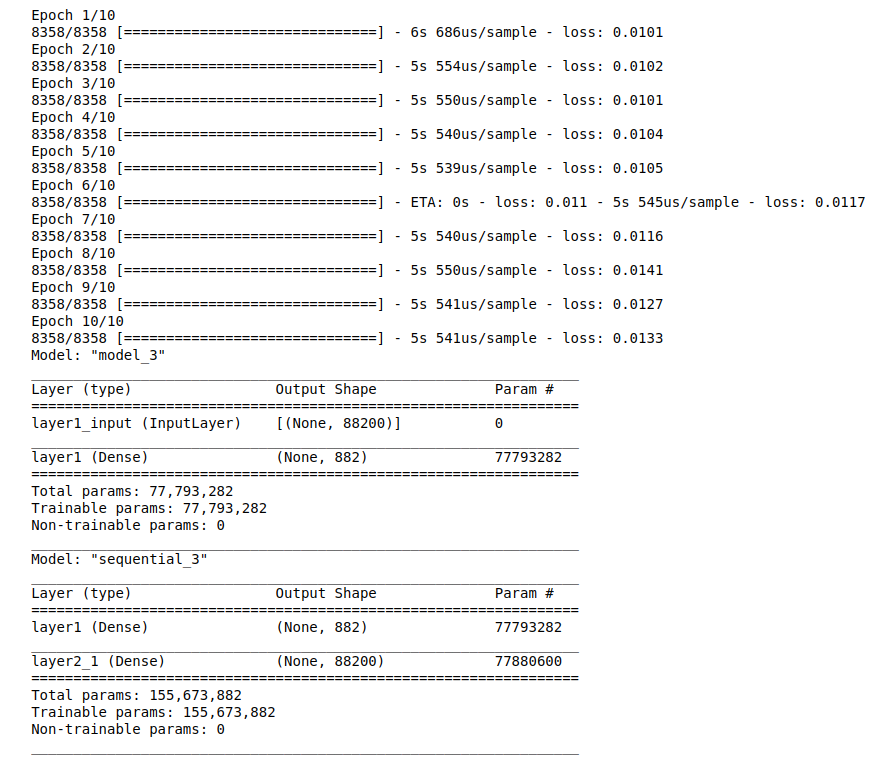 Epoch 1/10
8358/8358 [==============================] - 6s 686us/sample - loss: 0.0101
Epoch 2/10
8358/8358 [==============================] - 5s 554us/sample - loss: 0.0102
Epoch 3/10
8358/8358 [==============================] - 5s 550us/sample - loss: 0.0101
Epoch 4/10
8358/8358 [==============================] - 5s 540us/sample - loss: 0.0104
Epoch 5/10
8358/8358 [==============================] - 5s 539us/sample - loss: 0.0105
Epoch 6/10
8358/8358 [==============================] - ETA: 0s - loss: 0.011 - 5s 545us/sample - loss: 0.0117
Epoch 7/10
8358/8358 [==============================] - 5s 540us/sample - loss: 0.0116
Epoch 8/10
8358/8358 [==============================] - 5s 550us/sample - loss: 0.0141
Epoch 9/10
8358/8358 [==============================] - 5s 541us/sample - loss: 0.0127
Epoch 10/10
8358/8358 [==============================] - 5s 541us/sample - loss: 0.0133
Model: "model_3"
_________________________________________________________________
Layer (type)                 Output Shape              Param #
=================================================================
layer1_input (InputLayer)    [(None, 88200)]           0
_________________________________________________________________
layer1 (Dense)               (None, 882)               77793282
=================================================================
Total params: 77,793,282
Trainable params: 77,793,282
Non-trainable params: 0
_________________________________________________________________
Model: "sequential_3"
_________________________________________________________________
Layer (type)                 Output Shape              Param #
=================================================================
layer1 (Dense)               (None, 882)               77793282
_________________________________________________________________
layer2_1 (Dense)             (None, 88200)             77880600
=================================================================
Total params: 155,673,882
Trainable params: 155,673,882
Non-trainable params: 0
_________________________________________________________________